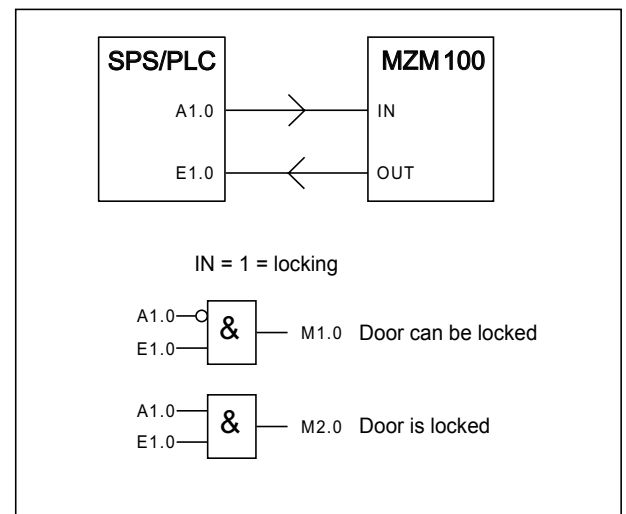 SPS/PLC MZM 100
A1.0 IN
E1.0 OUT
IN = 1 = locking
A1.0
& M1.0 Door can be locked
E1.0
A1.0
& M2.0 Door is locked
E1.0